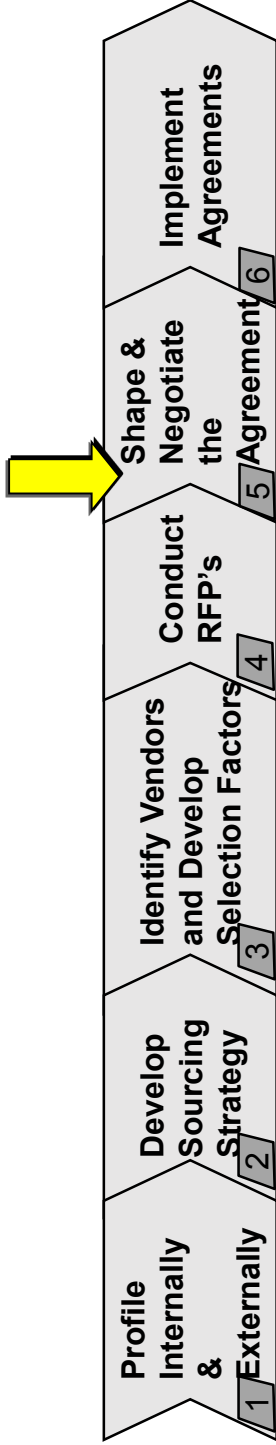 Profile
Internally
&
Externally
1
Develop
Sourcing
Strategy
2
Identify Vendors
and Develop
Selection Factors
3
Conduct
RFP's
4
Shape &
Negotiate
the
Agreement
5
Implement
Agreements
6